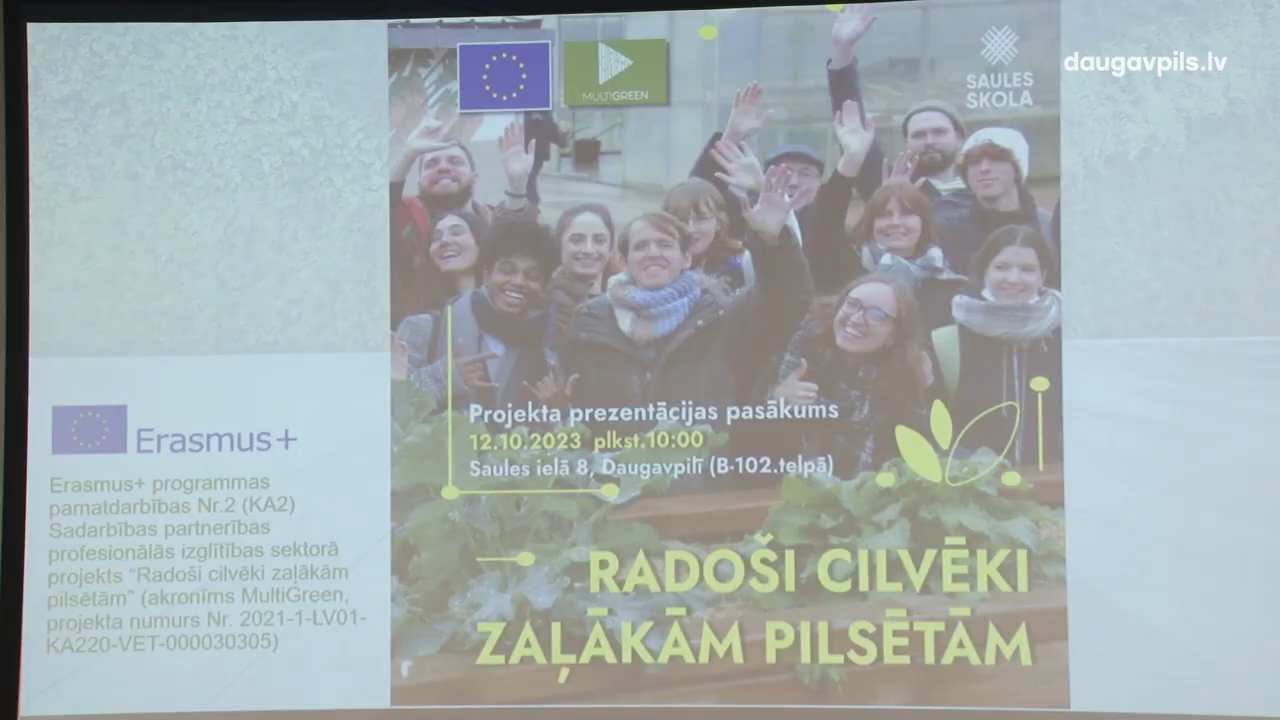 daugavpils.lv
MULTIGREEN
SAULES
SKOLA
Projekta prezentācijas pasākums
12.10.2023 plkst.10:00
Saules ielā 8, Daugavpilī (B-102.telpā)
RADOŠI CILVĒKI
ZAĻĀKĀM PILSĒTĀM
Erasmus+
Erasmus+ programmas
pamatdarbības Nr.2 (KA2)
Sadarbības partnerības
profesionālās izglītības sektorā
projekts “Radoši cilvēki zaļākām
pilsētām” (akronīms MultiGreen,
projekta numurs Nr. 2021-1-LV01-
KA220-VET-000030305)